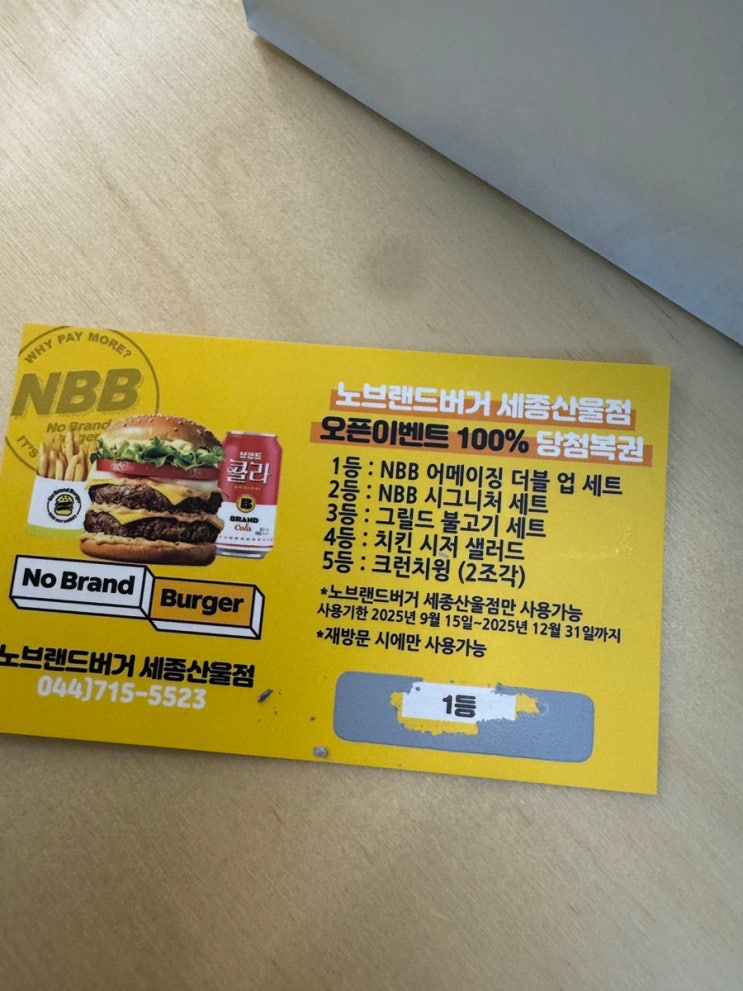 WHY PAY MORE?
NBB
No Brand
Burger
IT'S
브랜드
콜라
ORIGINAL
BRAND
Cola
No Brand
Burger
노브랜드버거 세종산울점
044)715-5523
노브랜드버거 세종산울점
오픈이벤트 100% 당첨복권
1등 : NBB 어메이징 더블 업 세트
2등 : NBB 시그니처 세트
3등 : 그릴드 불고기 세트
4등 : 치킨 시저 샐러드
5등 : 크런치윙 (2조각)
*노브랜드버거 세종산울점만 사용가능
사용기한 2025년 9월 15일~2025년 12월 31일까지
*재방문 시에만 사용가능
1등